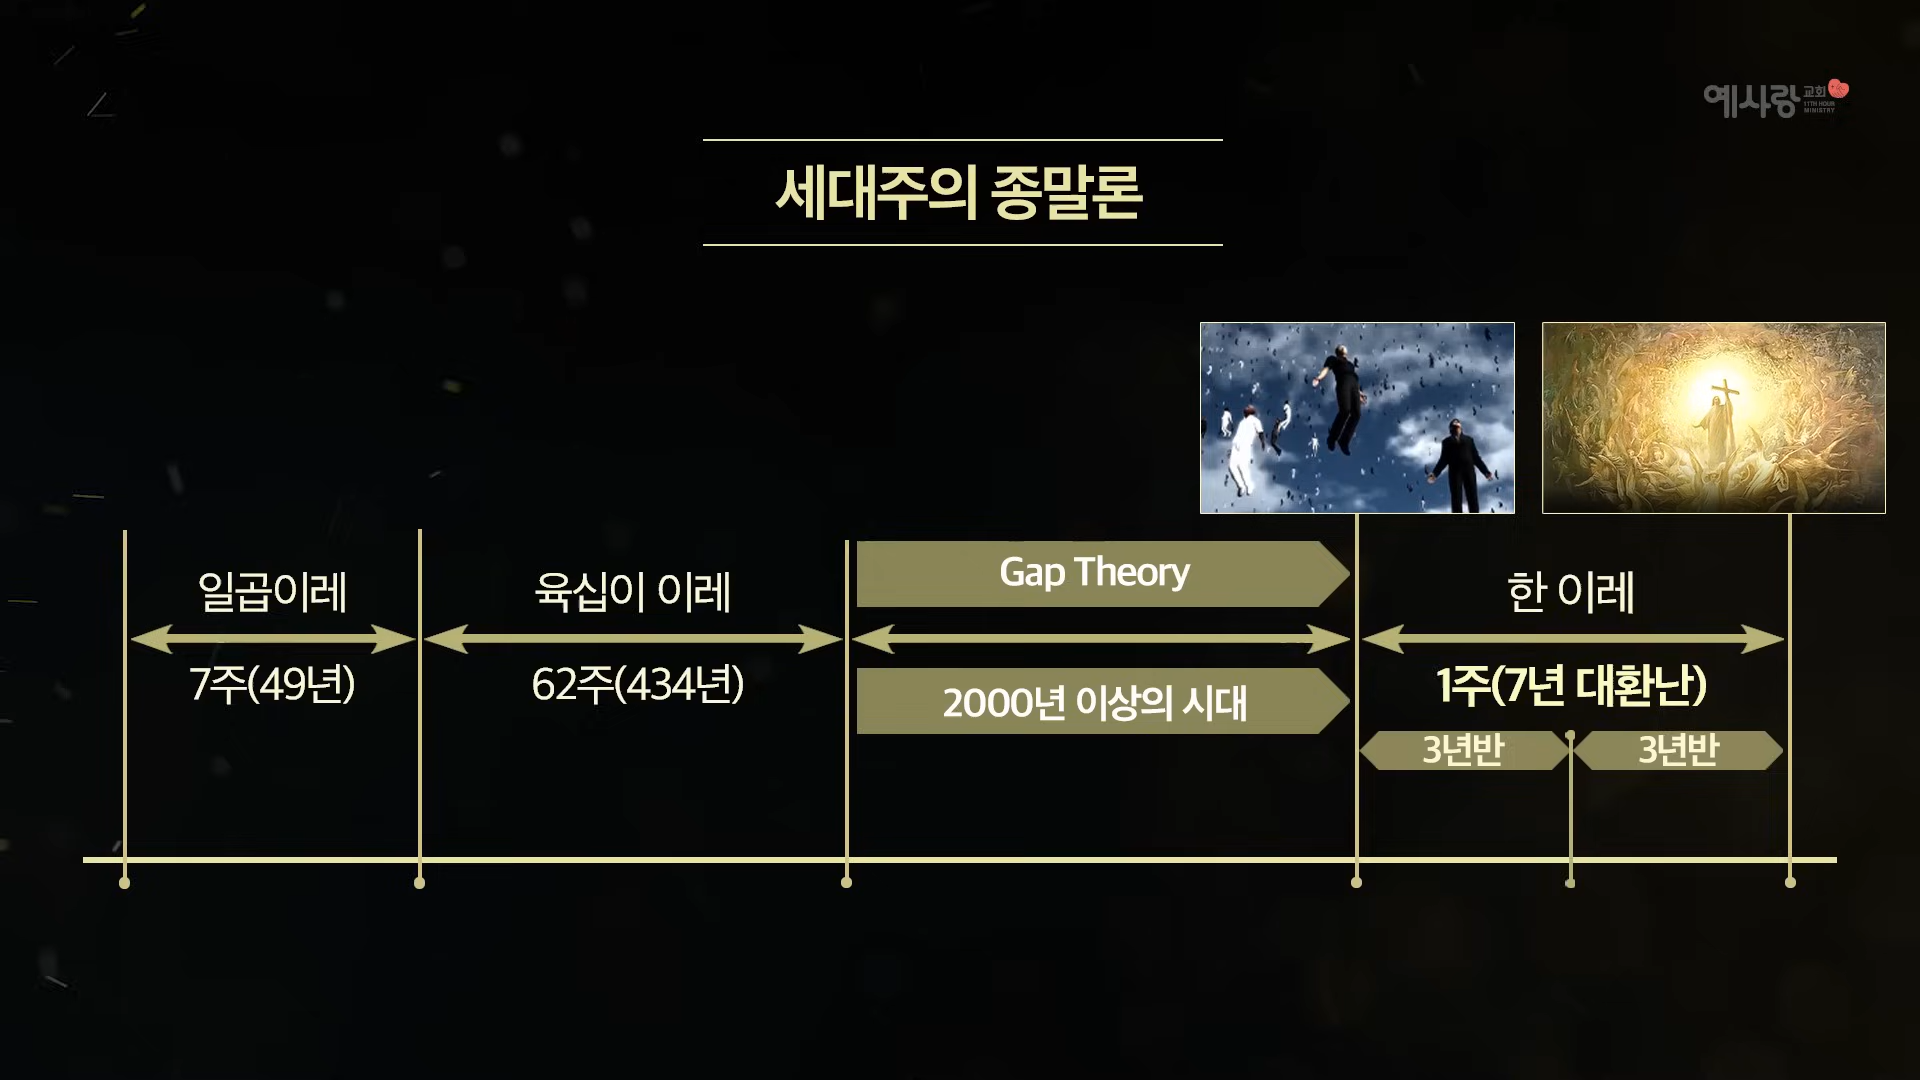 예사랑 교회
11TH HOUR
MINISTRY
세대주의 종말론
일곱이레
육십이 이레
Gap Theory
한 이레
7주(49년)
62주(434년)
2000년 이상의 시대
1주(7년 대환난)
3년반
3년반